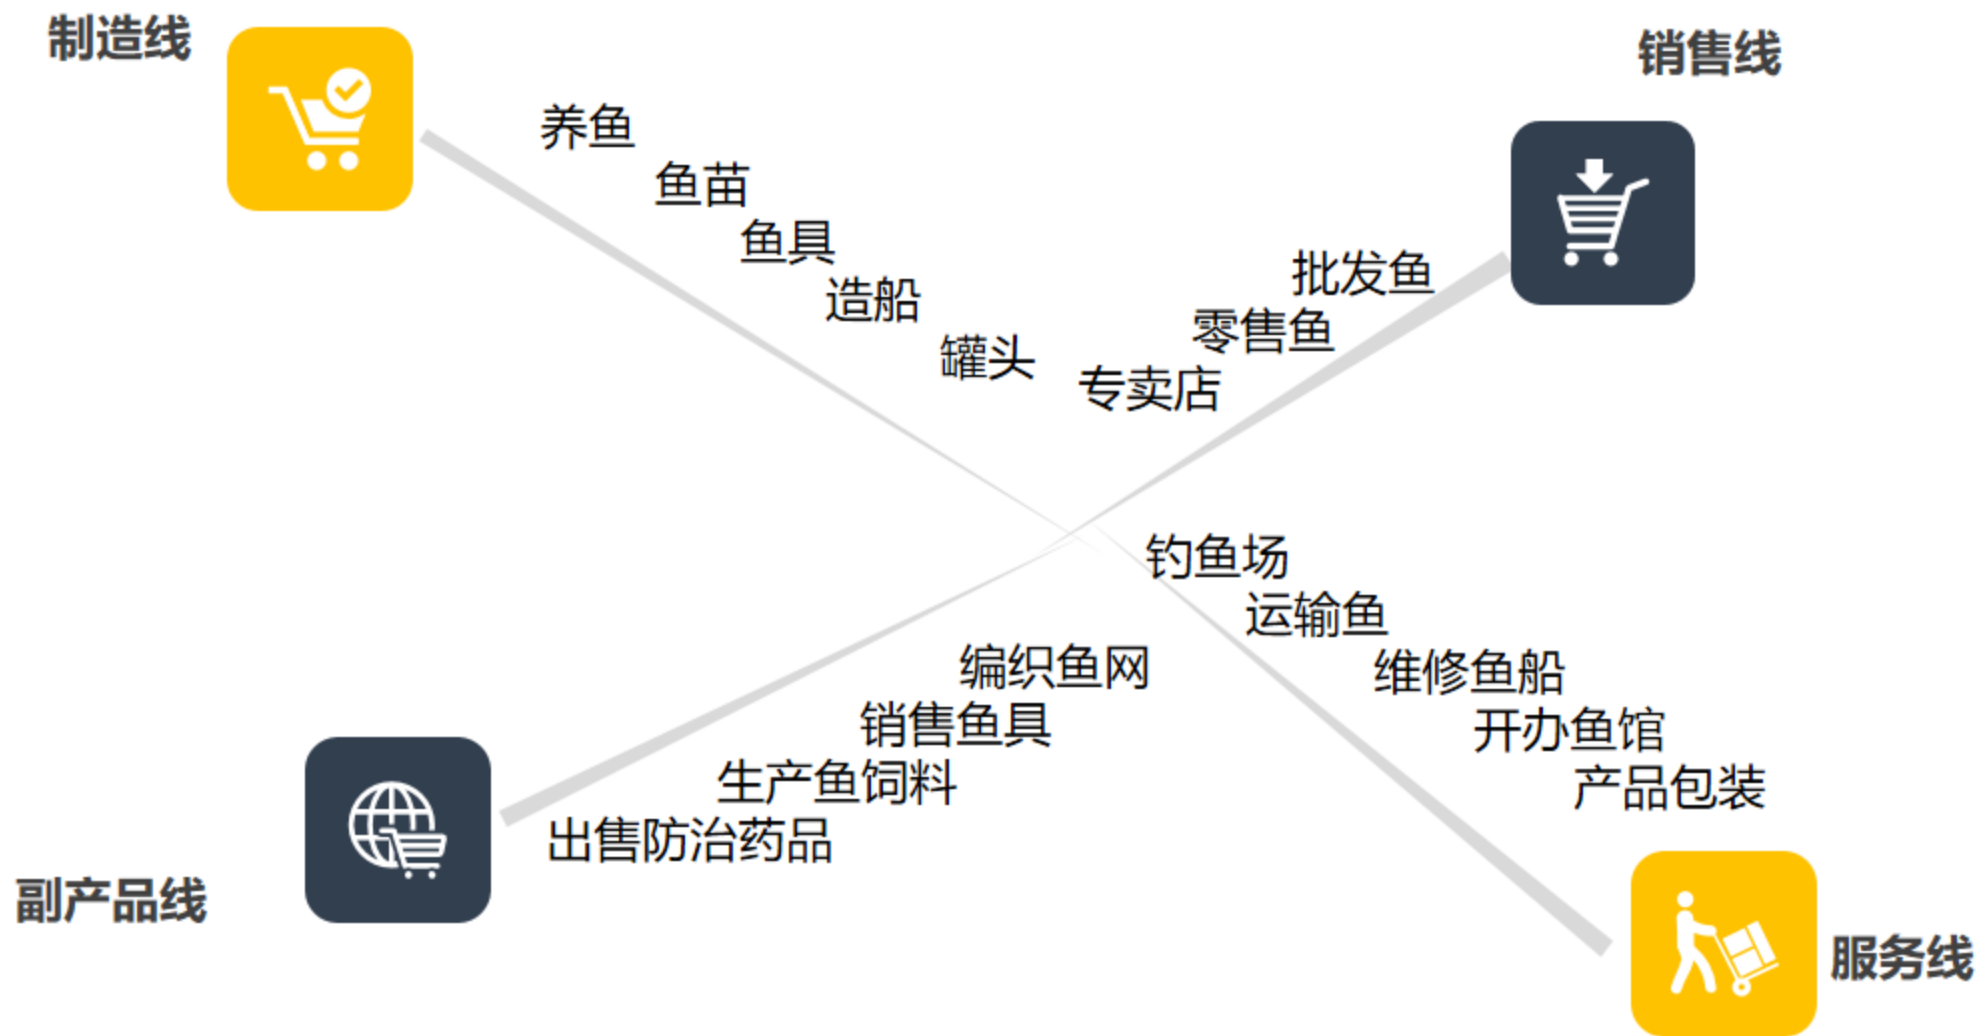 制造线
养鱼
鱼苗
鱼具
造船
罐头
销售线
批发鱼
零售鱼
专卖店
副产品线
编织鱼网
销售鱼具
生产鱼饲料
出售防治药品
钓鱼场
运输鱼
维修鱼船
开办鱼馆
产品包装
服务线